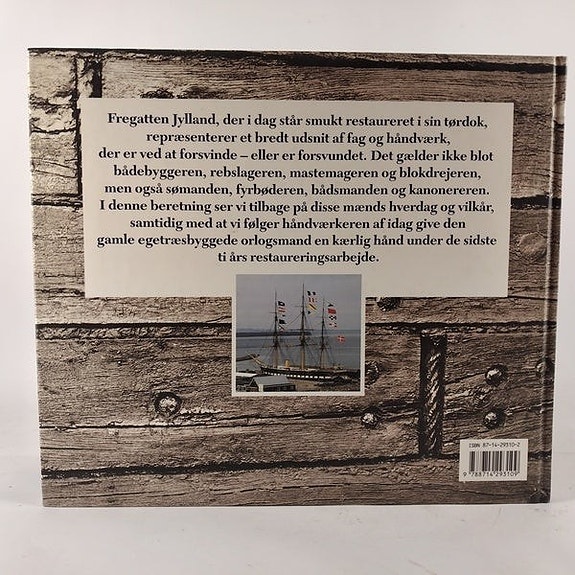 Fregatten Jylland, der i dag står smukt restaureret i sin tørdok,
repræsenterer et bredt udsnit af fag og håndværk,
der er ved at forsvinde – eller er forsvundet. Det gælder ikke blot
bådebyggeren, rebslageren, mastemageren og blokdrejeren,
men også sømanden, fyrbøderen, bådsmanden og kanonereren.
I denne beretning ser vi tilbage på disse mænds hverdag og vilkår,
samtidig med at vi følger håndværkeren af idag give den
gamle egetræsbyggede orlogsmand en kærlig hånd under de sidste
ti års restaureringsarbejde.
ISBN 87-14-29310-2
9 788714 293109